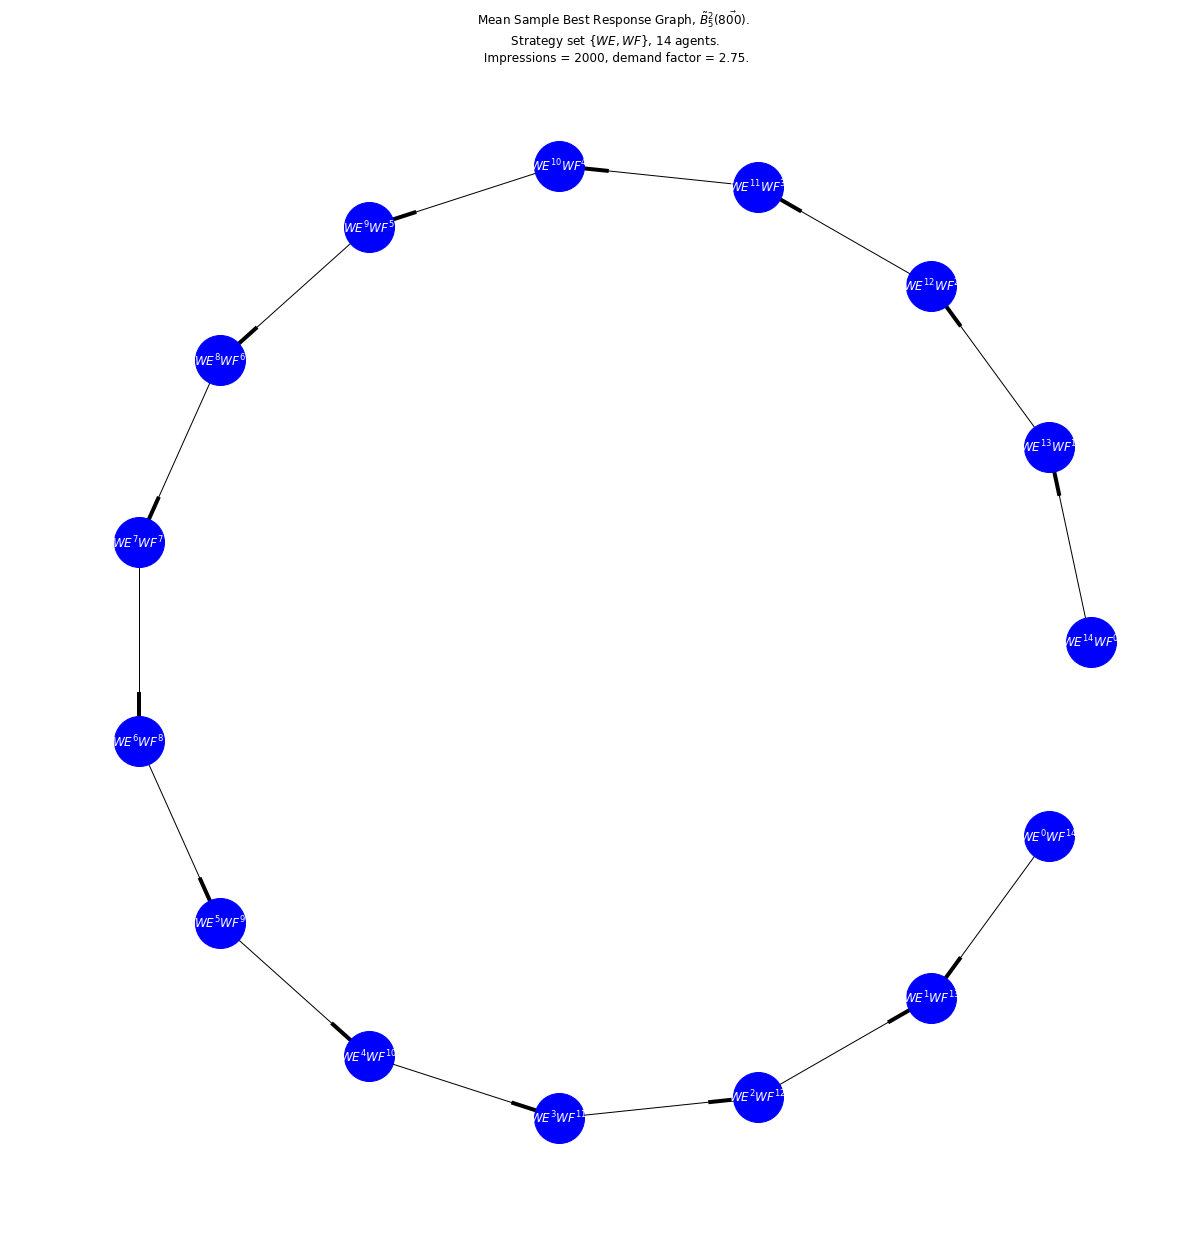 Mean Sample Best Response Graph, $\tilde{B}_5^2(\vec{800})$.
Strategy set {WE, WF}, 14 agents.
Impressions = 2000, demand factor = 2.75.
WE^{10}WF^4
WE^{11}WF^3
WE^9WF^5
WE^{12}WF^2
WE^8WF^6
WE^{13}WF^1
WE^7WF^7
WE^{14}WF^0
WE^6WF^8
WE^0WF^{14}
WE^5WF^9
WE^1WF^{13}
WE^4WF^{10}
WE^2WF^{12}
WE^3WF^{11}